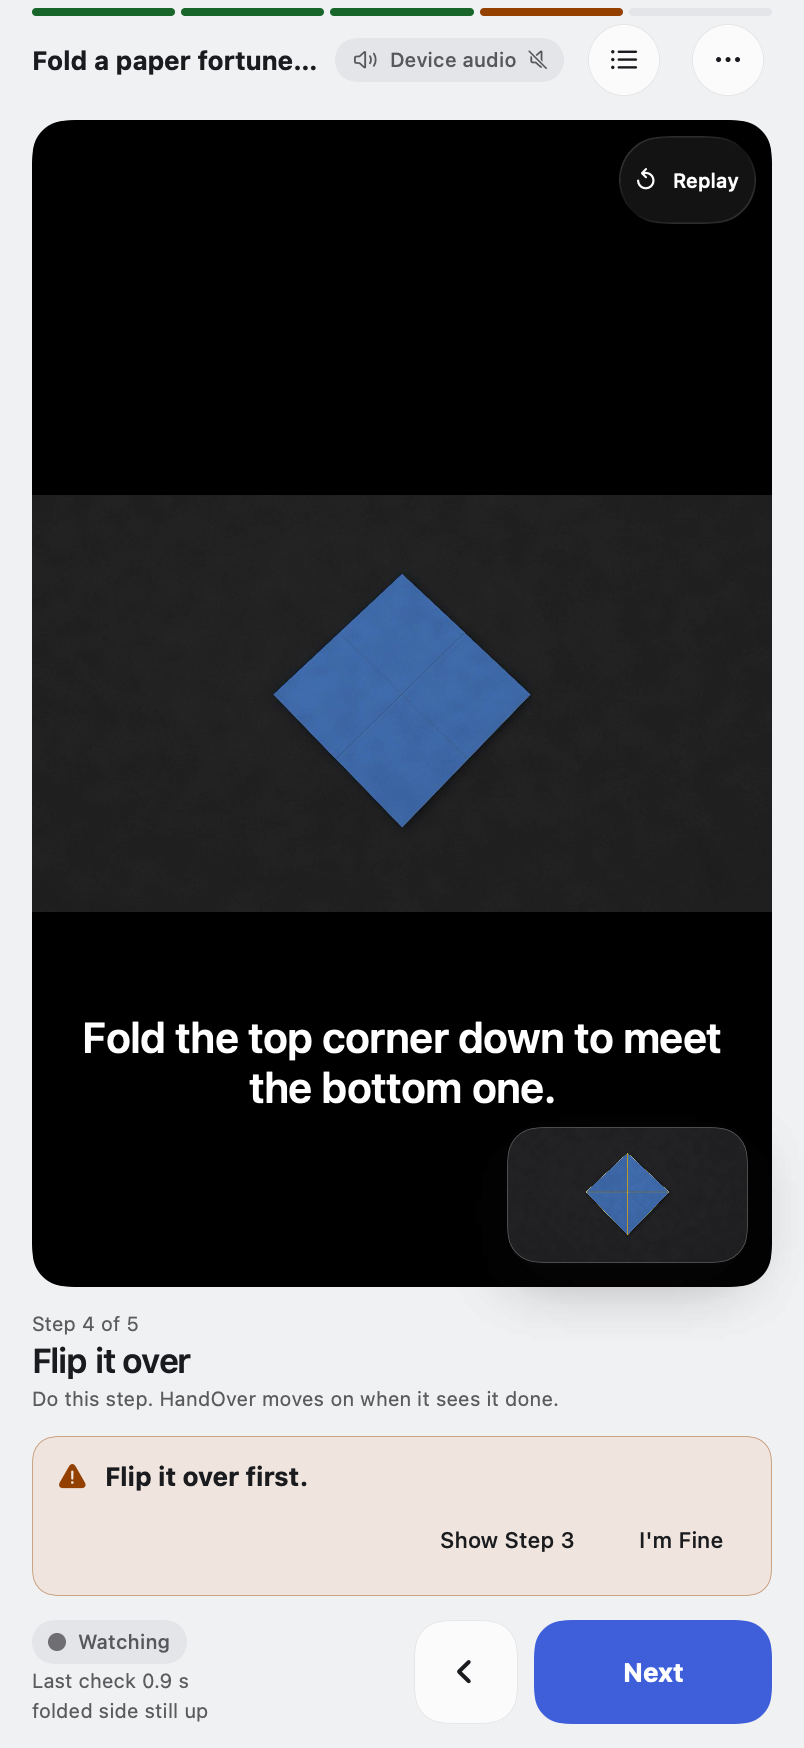 Fold a paper fortune...
Device audio
Replay
Fold the top corner down to meet
the bottom one.
Step 4 of 5
Flip it over
Do this step. HandOver moves on when it sees it done.
Flip it over first.
Show Step 3
I'm Fine
Watching
Last check 0.9 s
folded side still up
Next